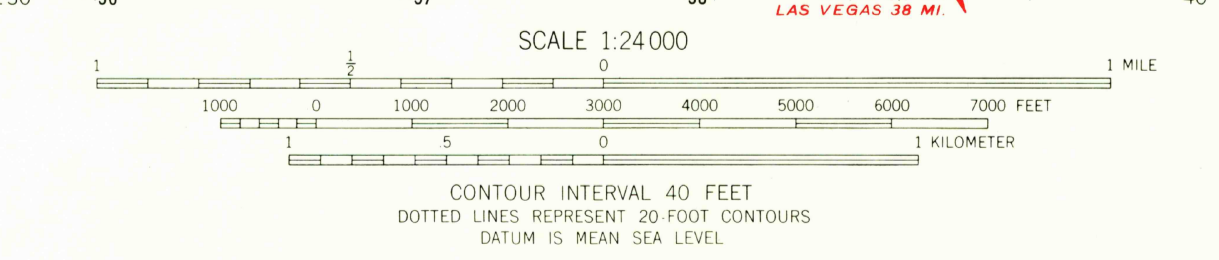 LAS VEGAS 38 MI.
SCALE 1:24 000
1 1/2 0 1 MILE
1000 0 1000 2000 3000 4000 5000 6000 7000 FEET
1 .5 0 1 KILOMETER
CONTOUR INTERVAL 40 FEET
DOTTED LINES REPRESENT 20-FOOT CONTOURS
DATUM IS MEAN SEA LEVEL